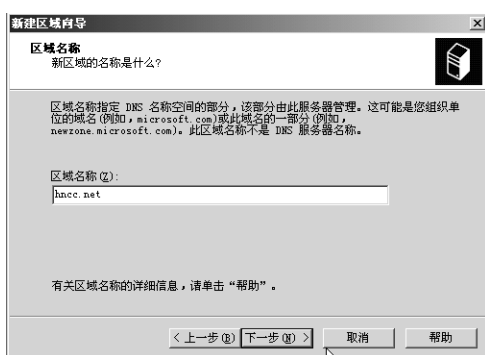 新建区域向导
区域名称
新区域的名称是什么?
区域名称指定 DNS 名称空间的部分，该部分由此服务器管理。这可能是您组织单
位的域名(例如，microsoft.com)或此域名的一部分(例如，
newzone.microsoft.com)。此区域名称不是 DNS 服务器名称。
区域名称(Z):
hncc.net
有关区域名称的详细信息，请单击“帮助”。
< 上一步(B) 下一步(N) > 取消 帮助